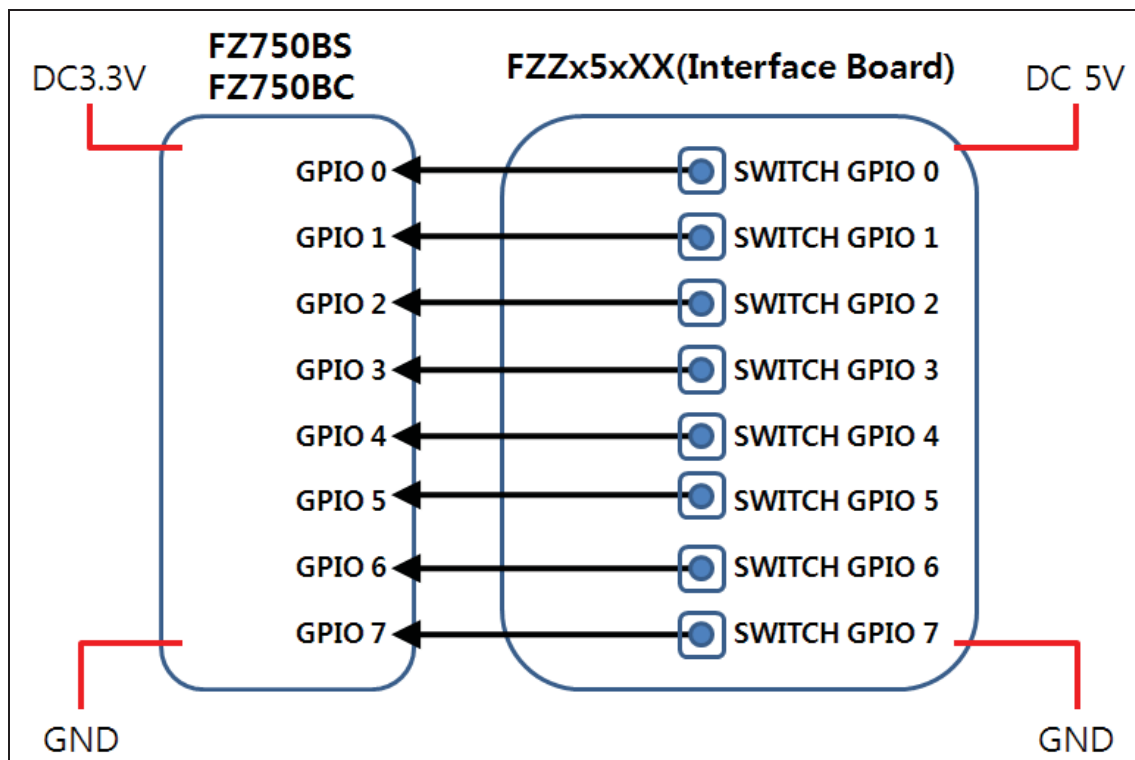 FZ750BS
FZ750BC
FZZx5xXX(Interface Board)
DC3.3V
DC 5V
GPIO 0
SWITCH GPIO 0
GPIO 1
SWITCH GPIO 1
GPIO 2
SWITCH GPIO 2
GPIO 3
SWITCH GPIO 3
GPIO 4
SWITCH GPIO 4
GPIO 5
SWITCH GPIO 5
GPIO 6
SWITCH GPIO 6
GPIO 7
SWITCH GPIO 7
GND
GND